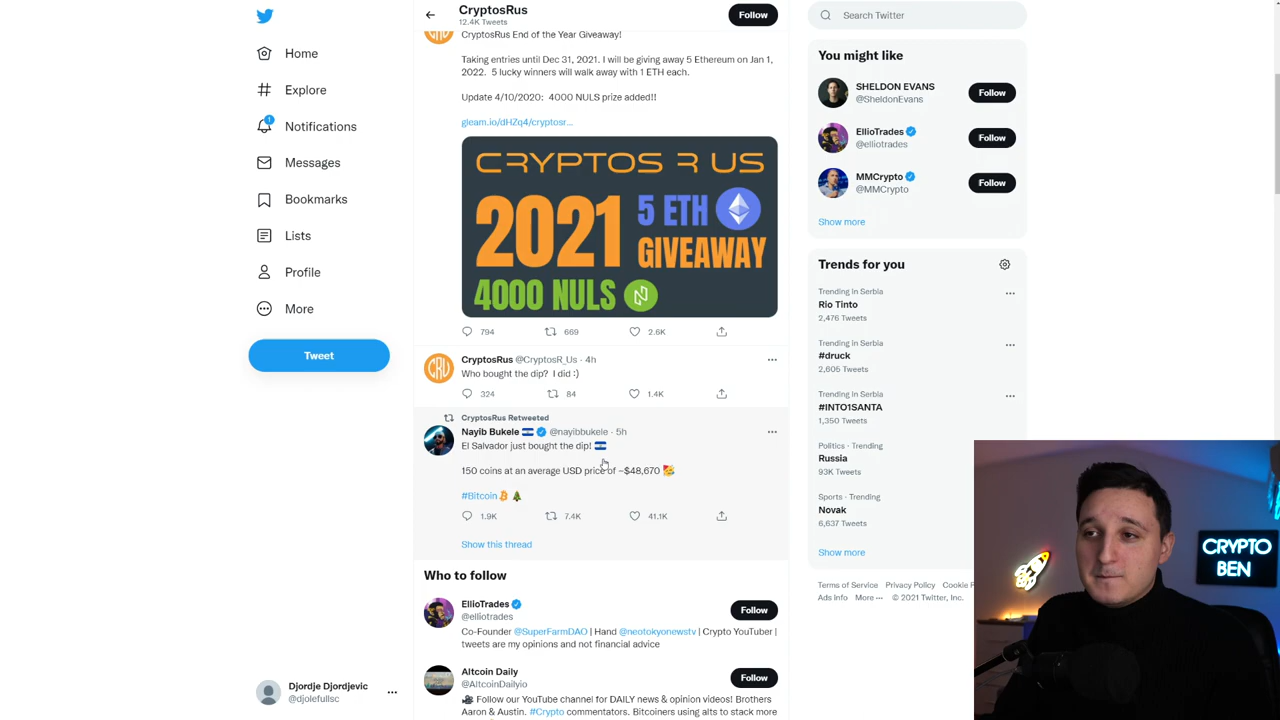 CryptosRus
12.4K Tweets
Follow
Home
Explore
1
Notifications
Messages
Bookmarks
Lists
Profile
More
Tweet
Djordje Djordjevic
@djolefullsc
CryptosRus End of the Year Giveaway!
Taking entries until Dec 31, 2021. I will be giving away 5 Ethereum on Jan 1,
2022. 5 lucky winners will walk away with 1 ETH each.
Update 4/10/2020: 4000 NULS prize added!!
gleam.io/dHZq4/cryptosr...
CRYPTOS R US
2021 5 ETH
GIVEAWAY
4000 NULS
794 669 2.6K
CRU
CryptosRus @CryptosR_Us · 4h
Who bought the dip? I did :)
324 84 1.4K
CryptosRus Retweeted
Nayib Bukele @nayibbukele · 5h
El Salvador just bought the dip!
150 coins at an average USD price of ~$48,670
#Bitcoin
1.9K 7.4K 41.1K
Show this thread
Who to follow
EllioTrades
@elliotrades
Follow
Co-Founder @SuperFarmDAO | Hand @neotokyonewstv | Crypto YouTuber |
tweets are my opinions and not financial advice
Altcoin Daily
@AltcoinDailyio
Follow
Follow our YouTube channel for DAILY news & opinion videos! Brothers
Aaron & Austin. #Crypto commentators. Bitcoiners using alts to stack more
Search Twitter
You might like
SHELDON EVANS
@SheldonEvans
Follow
EllioTrades
@elliotrades
Follow
MMCrypto
@MMCrypto
Follow
Show more
Trends for you
Trending in Serbia
Rio Tinto
2,476 Tweets
Trending in Serbia
#druck
2,605 Tweets
Trending in Serbia
#INTO1SANTA
1,350 Tweets
Politics · Trending
Russia
93K Tweets
Sports · Trending
Novak
6,637 Tweets
Show more
Terms of Service Privacy Policy Cookie P
Ads Info More ··· © 2021 Twitter, Inc.
CRYPTO
BEN